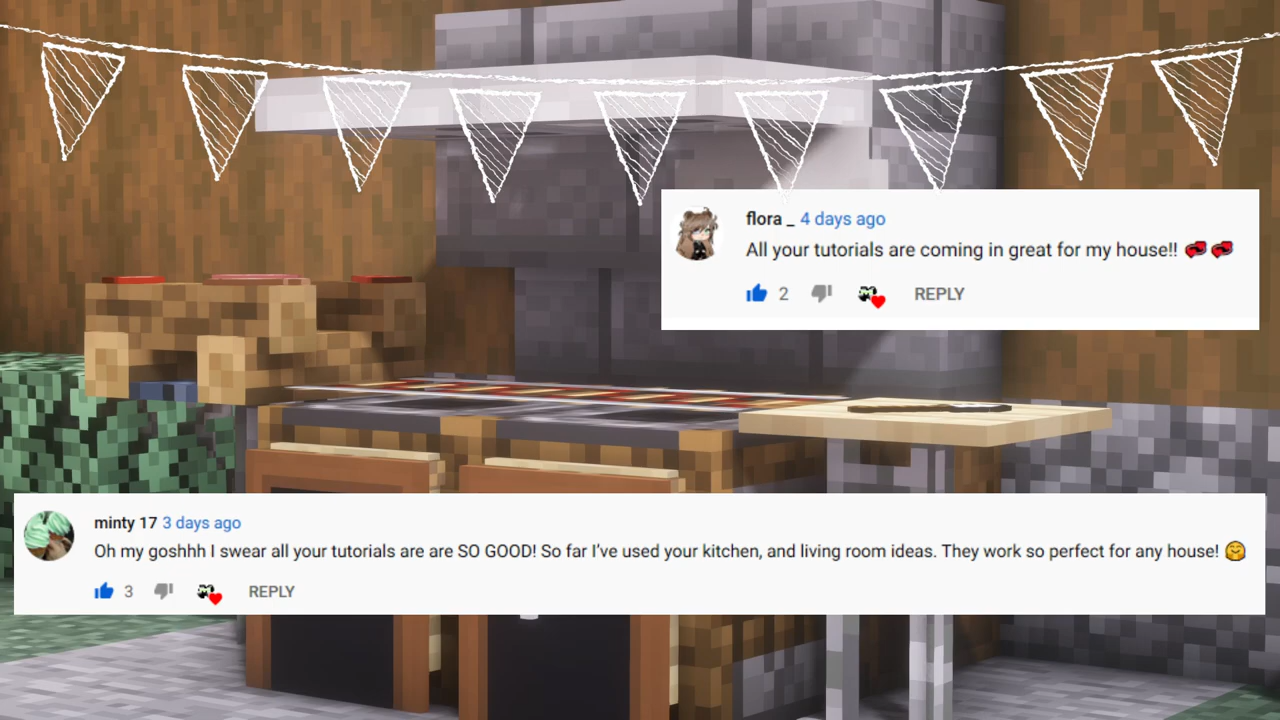 flora _ 4 days ago
All your tutorials are coming in great for my house!! 💞💞
2 REPLY
minty 17 3 days ago
Oh my goshhh I swear all your tutorials are are SO GOOD! So far I've used your kitchen, and living room ideas. They work so perfect for any house! 🤗
3 REPLY